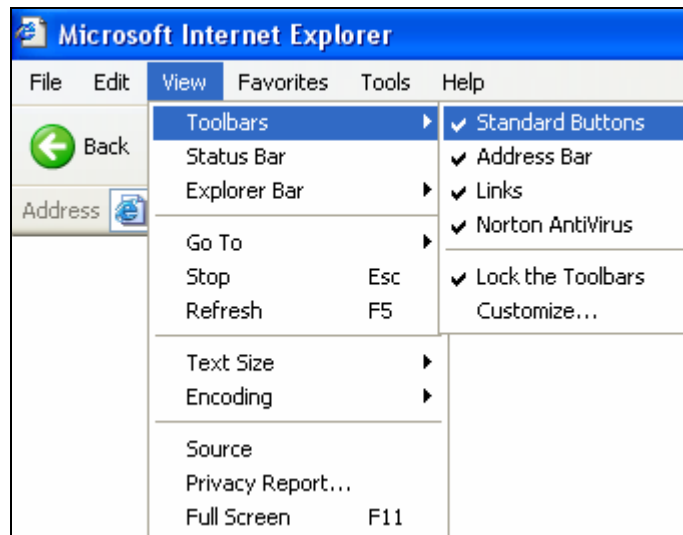 Microsoft Internet Explorer
File Edit View Favorites Tools Help
Back
Address
Toolbars
Status Bar
Explorer Bar
Go To
Stop Esc
Refresh F5
Text Size
Encoding
Source
Privacy Report...
Full Screen F11
Standard Buttons
Address Bar
Links
Norton AntiVirus
Lock the Toolbars
Customize...